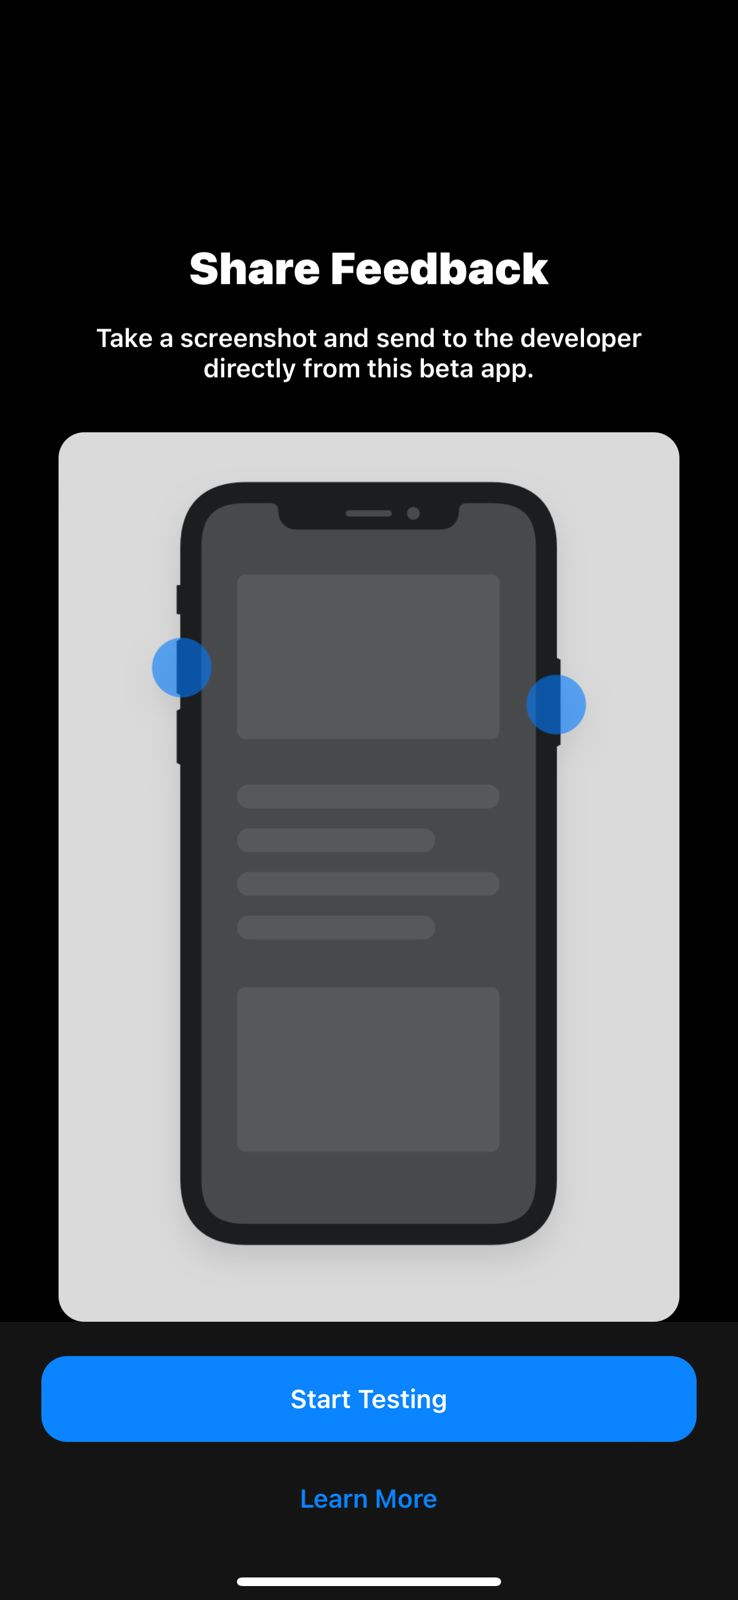 Share Feedback
Take a screenshot and send to the developer
directly from this beta app.
Start Testing
Learn More